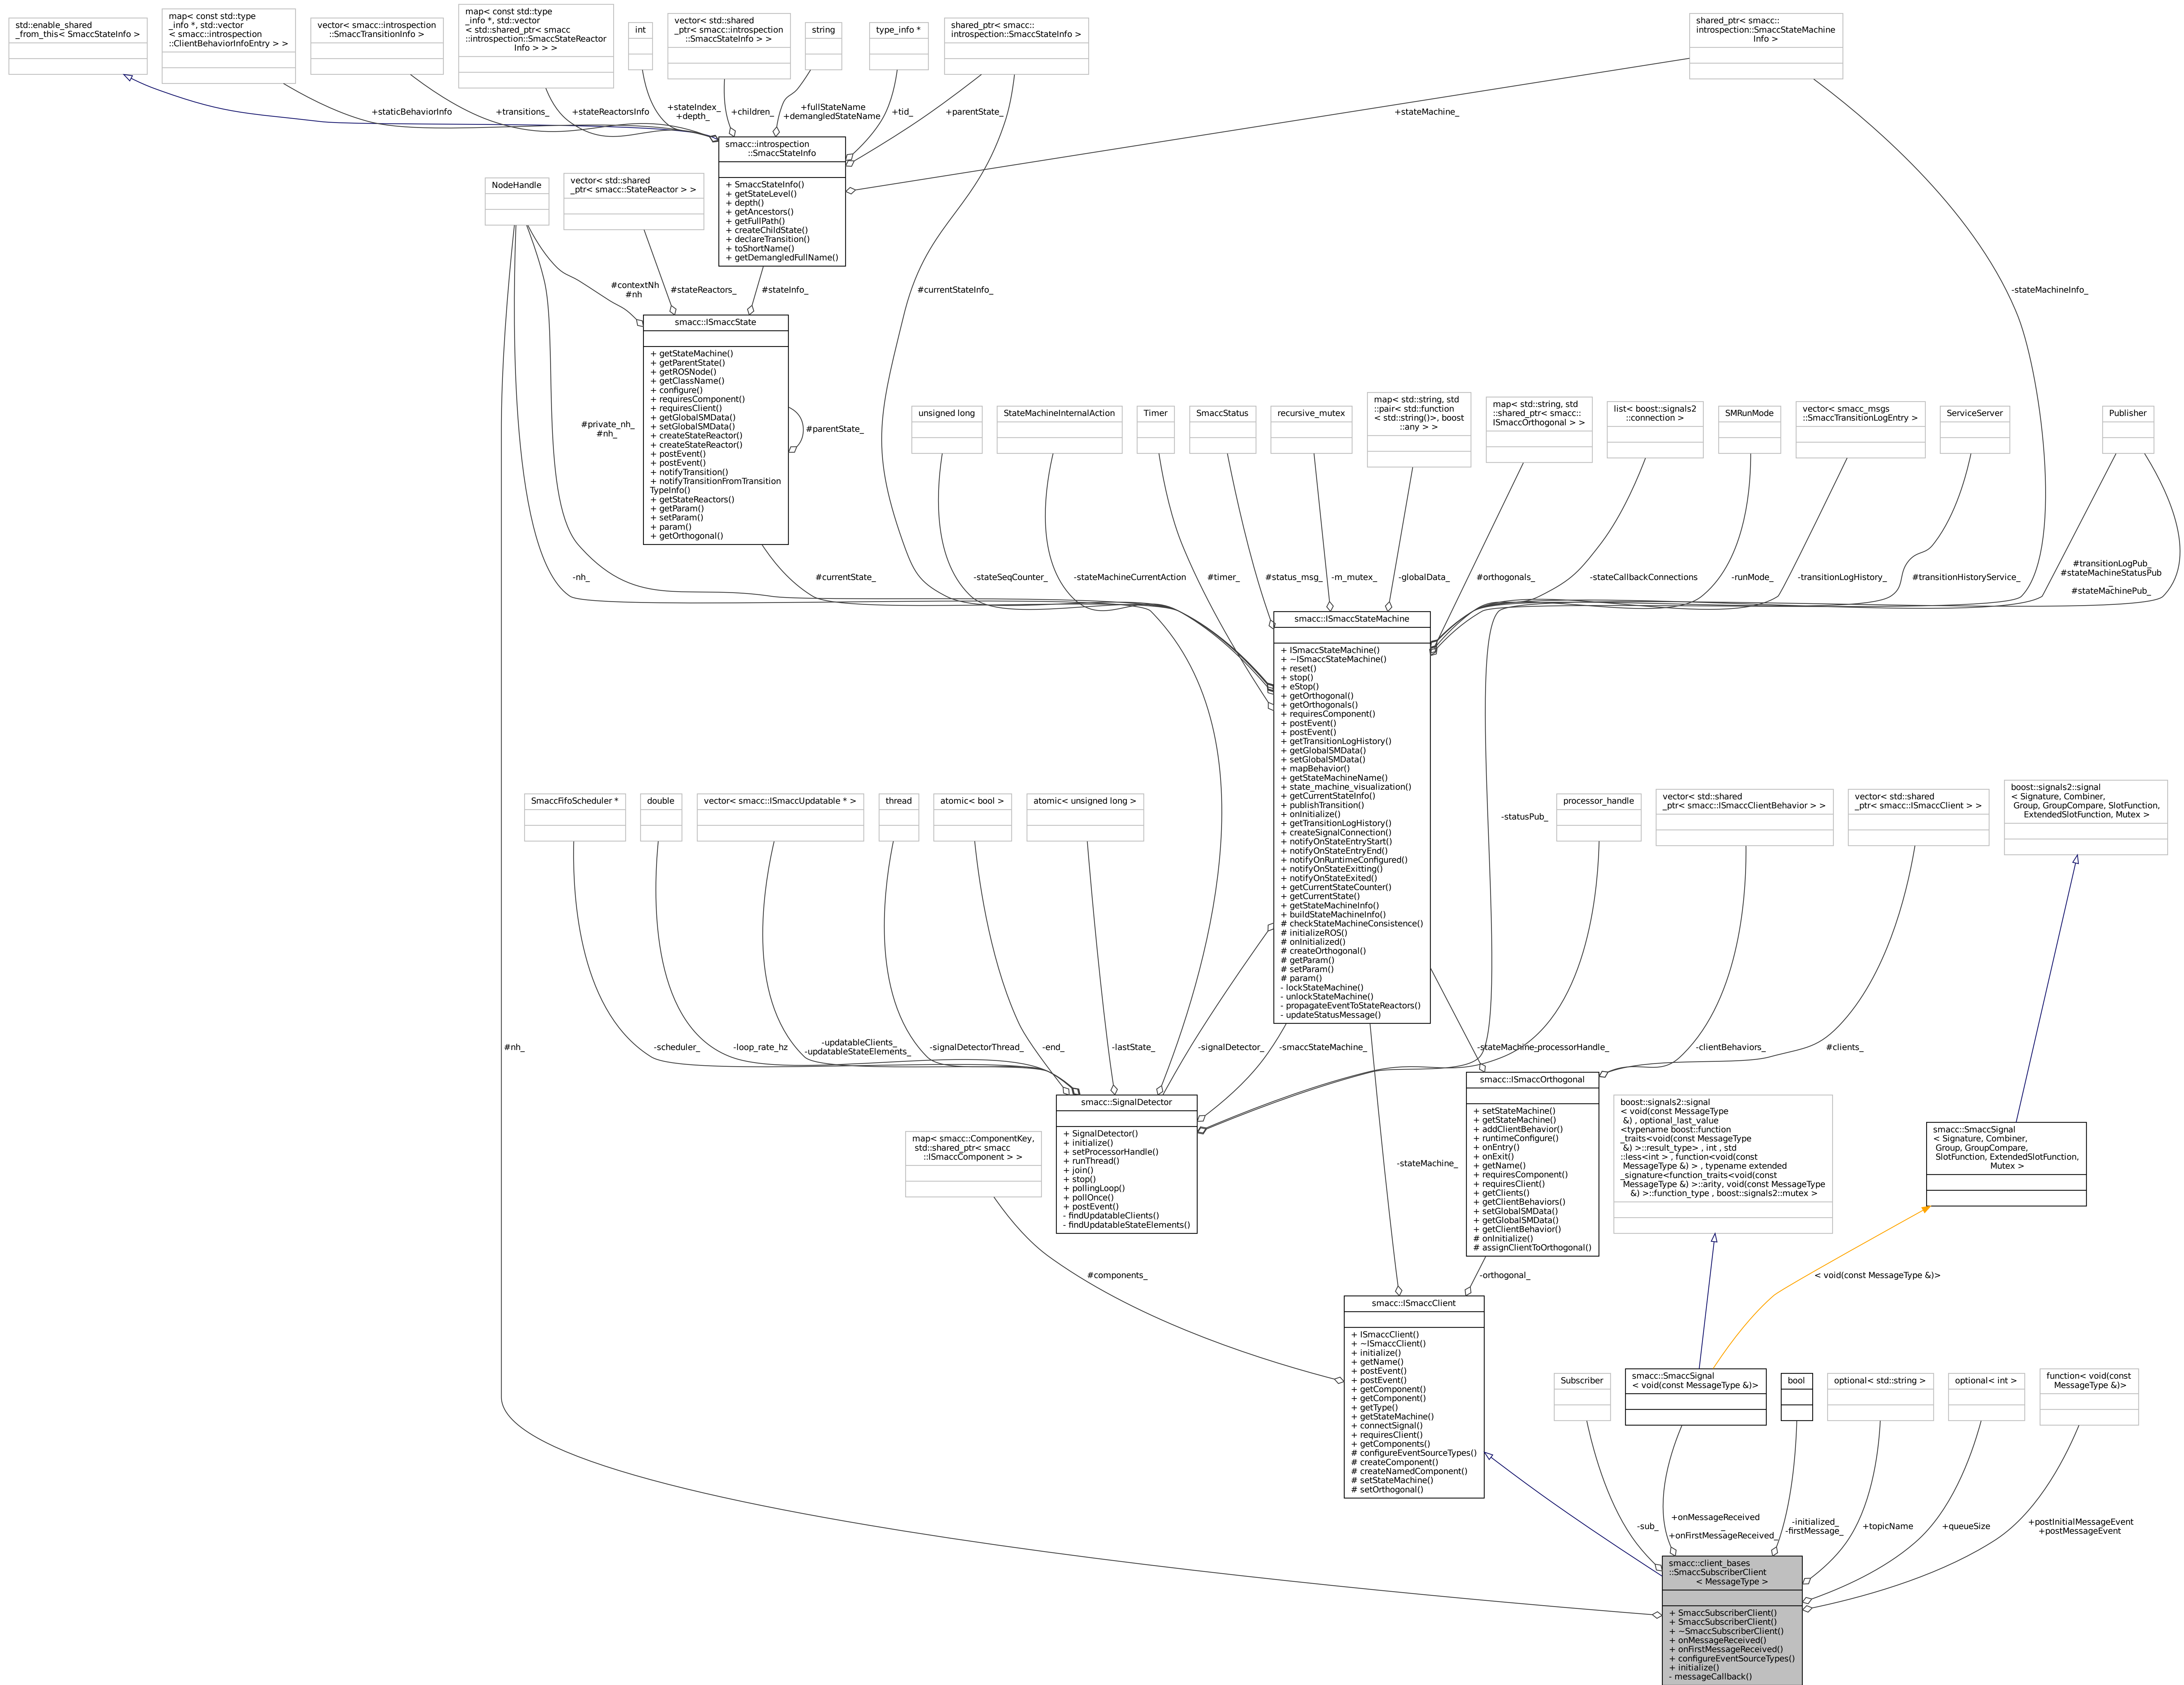 std::enable_shared
_from_this< SmaccStateInfo >
map< const std::type
_info *, std::vector
< smacc::introspection
::ClientBehaviorInfoEntry > >
vector< smacc::introspection
::SmaccTransitionInfo >
map< const std::type
_info *, std::vector
< std::shared_ptr< smacc
::introspection::SmaccStateReactor
Info > > >
int
vector< std::shared
_ptr< smacc::introspection
::SmaccStateInfo > >
string
type_info *
shared_ptr< smacc::
introspection::SmaccStateInfo >
shared_ptr< smacc::
introspection::SmaccStateMachine
Info >
+staticBehaviorInfo
+transitions_
+stateReactorsInfo
+stateIndex_
+depth_
+children_
+fullStateName
+demangledStateName
+tid_
+parentState_
+stateMachine_
smacc::introspection
::SmaccStateInfo
+ SmaccStateInfo()
+ getStateLevel()
+ depth()
+ getAncestors()
+ getFullPath()
+ createChildState()
+ declareTransition()
+ toShortName()
+ getDemangledFullName()
NodeHandle
vector< std::shared
_ptr< smacc::StateReactor > >
#contextNh
#nh
#stateReactors_
#stateInfo_
#currentStateInfo_
-stateMachineInfo_
smacc::ISmaccState
+ getStateMachine()
+ getParentState()
+ getROSNode()
+ getClassName()
+ configure()
+ requiresComponent()
+ requiresClient()
+ getGlobalSMData()
+ setGlobalSMData()
+ createStateReactor()
+ createStateReactor()
+ postEvent()
+ postEvent()
+ notifyTransition()
+ notifyTransitionFromTransition
TypeInfo()
+ getStateReactors()
+ getParam()
+ setParam()
+ param()
+ getOrthogonal()
#parentState_
#private_nh_
#nh_
unsigned long
StateMachineInternalAction
Timer
SmaccStatus
recursive_mutex
map< std::string, std
::pair< std::function
< std::string()>, boost
::any > >
map< std::string, std
::shared_ptr< smacc::
ISmaccOrthogonal > >
list< boost::signals2
::connection >
SMRunMode
vector< smacc_msgs
::SmaccTransitionLogEntry >
ServiceServer
Publisher
-nh_
#currentState_
-stateSeqCounter_
-stateMachineCurrentAction
#timer_
#status_msg_
-m_mutex_
-globalData_
#orthogonals_
-stateCallbackConnections
-runMode_
-transitionLogHistory_
#transitionHistoryService_
#transitionLogPub_
#stateMachineStatusPub
_
#stateMachinePub_
smacc::ISmaccStateMachine
+ ISmaccStateMachine()
+ ~ISmaccStateMachine()
+ reset()
+ stop()
+ eStop()
+ getOrthogonal()
+ getOrthogonals()
+ requiresComponent()
+ postEvent()
+ postEvent()
+ getTransitionLogHistory()
+ getGlobalSMData()
+ setGlobalSMData()
+ mapBehavior()
+ getStateMachineName()
+ state_machine_visualization()
+ getCurrentStateInfo()
+ publishTransition()
+ onInitialize()
+ getTransitionLogHistory()
+ createSignalConnection()
+ notifyOnStateEntryStart()
+ notifyOnStateEntryEnd()
+ notifyOnRuntimeConfigured()
+ notifyOnStateExitting()
+ notifyOnStateExited()
+ getCurrentStateCounter()
+ getCurrentState()
+ getStateMachineInfo()
+ buildStateMachineInfo()
# checkStateMachineConsistence()
# initializeROS()
# onInitialized()
# createOrthogonal()
# getParam()
# setParam()
# param()
- lockStateMachine()
- unlockStateMachine()
- propagateEventToStateReactors()
- updateStatusMessage()
SmaccFifoScheduler *
double
vector< smacc::ISmaccUpdatable * >
thread
atomic< bool >
atomic< unsigned long >
-statusPub_
processor_handle
vector< std::shared
_ptr< smacc::ISmaccClientBehavior > >
vector< std::shared
_ptr< smacc::ISmaccClient > >
boost::signals2::signal
< Signature, Combiner,
Group, GroupCompare, SlotFunction,
ExtendedSlotFunction, Mutex >
#nh_
-scheduler_
-loop_rate_hz
-updatableClients_
-updatableStateElements_
-signalDetectorThread_
-end_
-lastState_
-signalDetector_
-smaccStateMachine_
-stateMachine_
-processorHandle_
-clientBehaviors_
#clients_
smacc::SignalDetector
+ SignalDetector()
+ initialize()
+ setProcessorHandle()
+ runThread()
+ join()
+ stop()
+ pollingLoop()
+ pollOnce()
+ postEvent()
- findUpdatableClients()
- findUpdatableStateElements()
map< smacc::ComponentKey,
std::shared_ptr< smacc
::ISmaccComponent > >
smacc::ISmaccOrthogonal
+ setStateMachine()
+ getStateMachine()
+ addClientBehavior()
+ runtimeConfigure()
+ onEntry()
+ onExit()
+ getName()
+ requiresComponent()
+ requiresClient()
+ getClients()
+ getClientBehaviors()
+ setGlobalSMData()
+ getGlobalSMData()
+ getClientBehavior()
# onInitialize()
# assignClientToOrthogonal()
boost::signals2::signal
< void(const MessageType
&) , optional_last_value
<typename boost::function
_traits<void(const MessageType
&) >::result_type> , int , std
::less<int > , function<void(const
MessageType &) > , typename extended
_signature<function_traits<void(const
MessageType &) >::arity, void(const MessageType
&) >::function_type , boost::signals2::mutex >
smacc::SmaccSignal
< Signature, Combiner,
Group, GroupCompare,
SlotFunction, ExtendedSlotFunction,
Mutex >
-stateMachine_
#components_
-orthogonal_
< void(const MessageType &)>
smacc::ISmaccClient
+ ISmaccClient()
+ ~ISmaccClient()
+ initialize()
+ getName()
+ postEvent()
+ postEvent()
+ getComponent()
+ getComponent()
+ getType()
+ getStateMachine()
+ connectSignal()
+ requiresClient()
+ getComponents()
# configureEventSourceTypes()
# createComponent()
# createNamedComponent()
# setStateMachine()
# setOrthogonal()
Subscriber
smacc::SmaccSignal
< void(const MessageType &)>
bool
optional< std::string >
optional< int >
function< void(const
MessageType &)>
-sub_
+onMessageReceived
_
+onFirstMessageReceived_
-initialized_
-firstMessage_
+topicName
+queueSize
+postInitialMessageEvent
+postMessageEvent
smacc::client_bases
::SmaccSubscriberClient
< MessageType >
+ SmaccSubscriberClient()
+ SmaccSubscriberClient()
+ ~SmaccSubscriberClient()
+ onMessageReceived()
+ onFirstMessageReceived()
+ configureEventSourceTypes()
+ initialize()
- messageCallback()